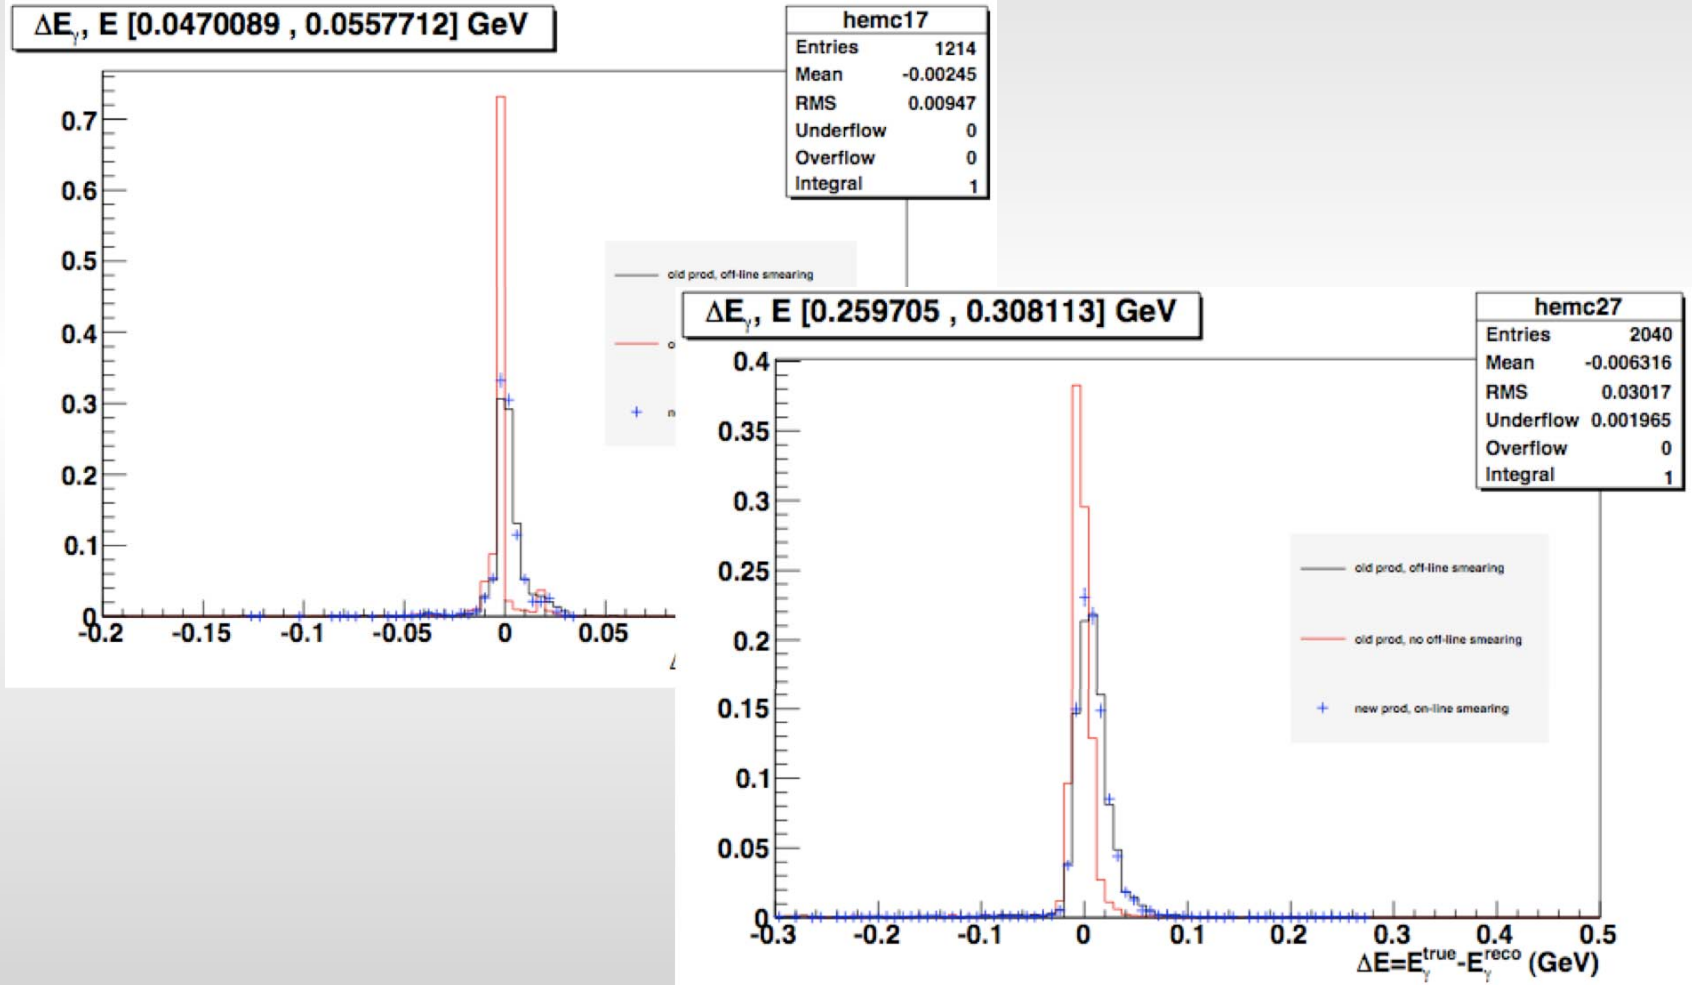 ΔEγ, E [0.0470089 , 0.0557712] GeV
hemc17
Entries 1214
Mean -0.00245
RMS 0.00947
Underflow 0
Overflow 0
Integral 1
0.7
0.6
0.5
0.4
0.3
0.2
0.1
0
-0.2 -0.15 -0.1 -0.05 0 0.05
old prod, off-line smearing
ΔEγ, E [0.259705 , 0.308113] GeV
hemc27
Entries 2040
Mean -0.006316
RMS 0.03017
Underflow 0.001965
Overflow 0
Integral 1
0.4
0.35
0.3
0.25
0.2
0.15
0.1
0.05
0
-0.3 -0.2 -0.1 0 0.1 0.2 0.3 0.4 0.5
old prod, off-line smearing
old prod, no off-line smearing
new prod, on-line smearing
ΔE=Eγtrue-Eγreco (GeV)